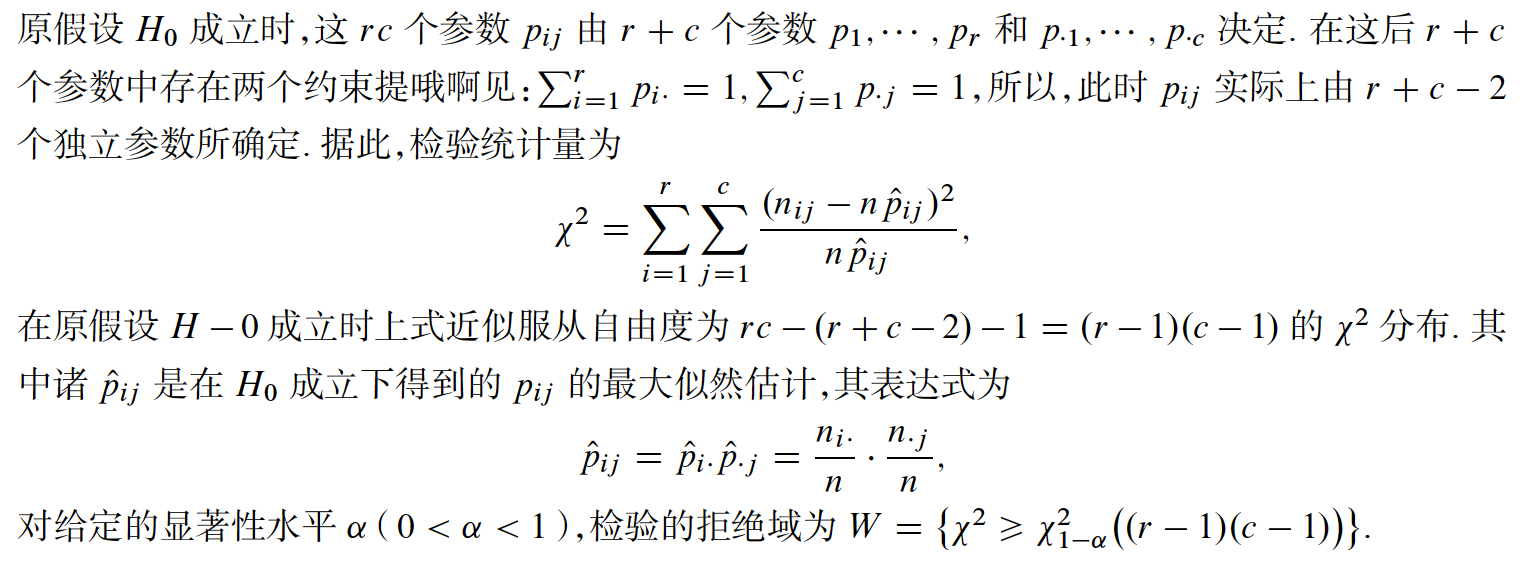 原假设 H₀ 成立时,这 rc 个参数 pᵢⱼ 由 r + c 个参数 p₁,⋯ , pᵣ 和 p·₁,⋯ , p·c 决定. 在这后 r + c
个参数中存在两个约束提哦啊见:∑ᵢ₌₁ʳ pᵢ· = 1,∑ⱼ₌₁ᶜ p·ⱼ = 1,所以,此时 pᵢⱼ 实际上由 r + c − 2
个独立参数所确定. 据此,检验统计量为
χ² = ∑ᵢ₌₁ʳ ∑ⱼ₌₁ᶜ (nᵢⱼ − n p̂ᵢⱼ)² / (n p̂ᵢⱼ),
在原假设 H − 0 成立时上式近似服从自由度为 rc − (r + c − 2) − 1 = (r − 1)(c − 1) 的 χ² 分布. 其
中诸 p̂ᵢⱼ 是在 H₀ 成立下得到的 pᵢⱼ 的最大似然估计,其表达式为
p̂ᵢⱼ = p̂ᵢ· p̂·ⱼ = nᵢ·/n · n·ⱼ/n,
对给定的显著性水平 α ( 0 < α < 1 ),检验的拒绝域为 W = {χ² ⩾ χ²₁₋α((r − 1)(c − 1))}.